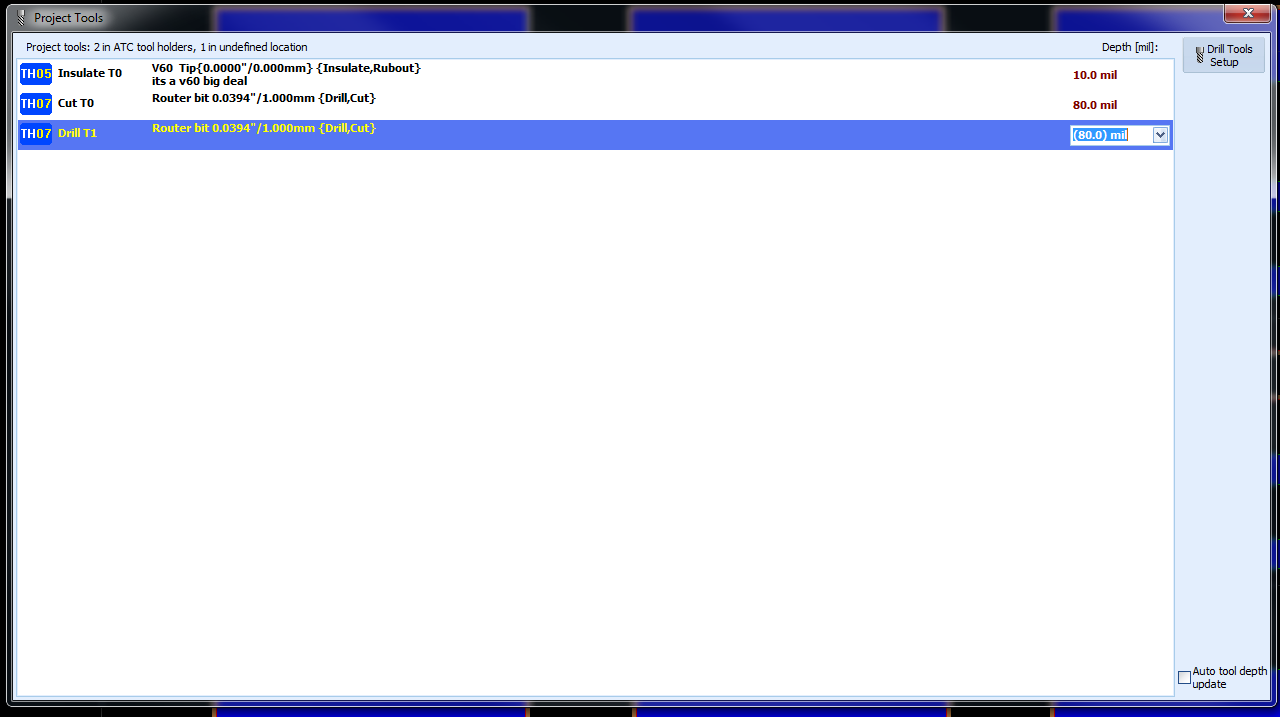 Project Tools
Project tools: 2 in ATC tool holders, 1 in undefined location
Depth [mil]:
Drill Tools
Setup
TH05 Insulate T0 V60 Tip{0.0000"/0.000mm} {Insulate,Rubout}
its a v60 big deal
10.0 mil
TH07 Cut T0 Router bit 0.0394"/1.000mm {Drill,Cut}
80.0 mil
TH07 Drill T1 Router bit 0.0394"/1.000mm {Drill,Cut}
(80.0) mil
Auto tool depth
update